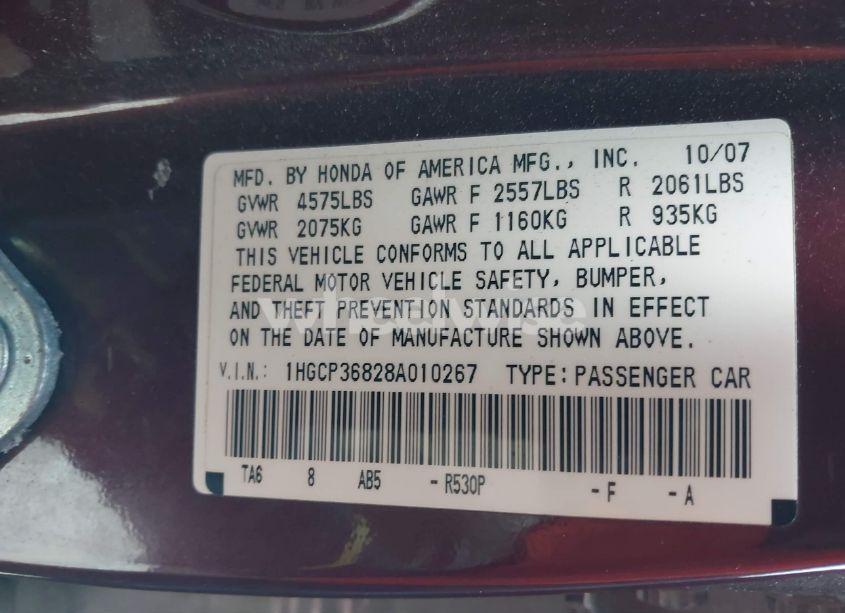 MFD. BY HONDA OF AMERICA MFG., INC. 10/07
GVWR 4575LBS GAWR F 2557LBS R 2061LBS
GVWR 2075KG GAWR F 1160KG R 935KG
THIS VEHICLE CONFORMS TO ALL APPLICABLE
FEDERAL MOTOR VEHICLE SAFETY, BUMPER,
AND THEFT PREVENTION STANDARDS IN EFFECT
wheelwise
ON THE DATE OF MANUFACTURE SHOWN ABOVE.
V.I.N.: 1HGCP36828A010267 TYPE: PASSENGER CAR
TA6 8 AB5 - R530P - F - A